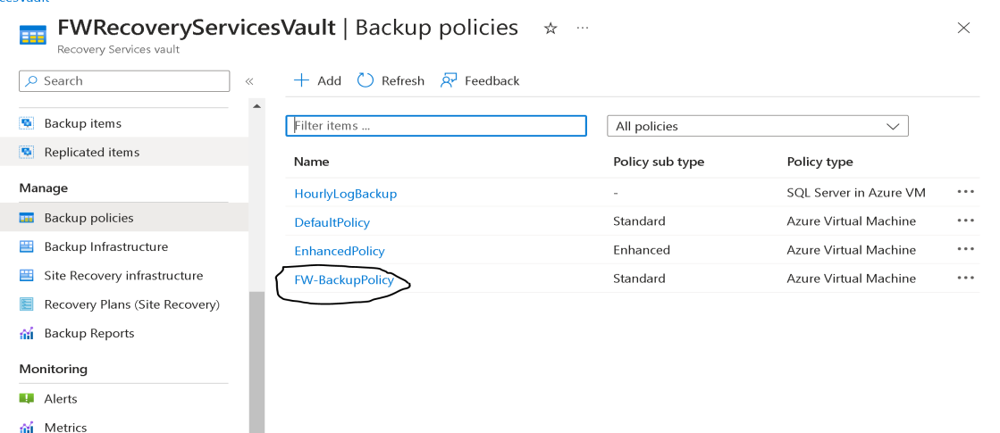 FWRecoveryServicesVault | Backup policies
Recovery Services vault
Search
Add Refresh Feedback
Backup items
Replicated items
Manage
Backup policies
Backup Infrastructure
Site Recovery infrastructure
Recovery Plans (Site Recovery)
Backup Reports
Monitoring
Alerts
Metrics
Filter items ... All policies
Name Policy sub type Policy type
HourlyLogBackup - SQL Server in Azure VM
DefaultPolicy Standard Azure Virtual Machine
EnhancedPolicy Enhanced Azure Virtual Machine
FW-BackupPolicy Standard Azure Virtual Machine